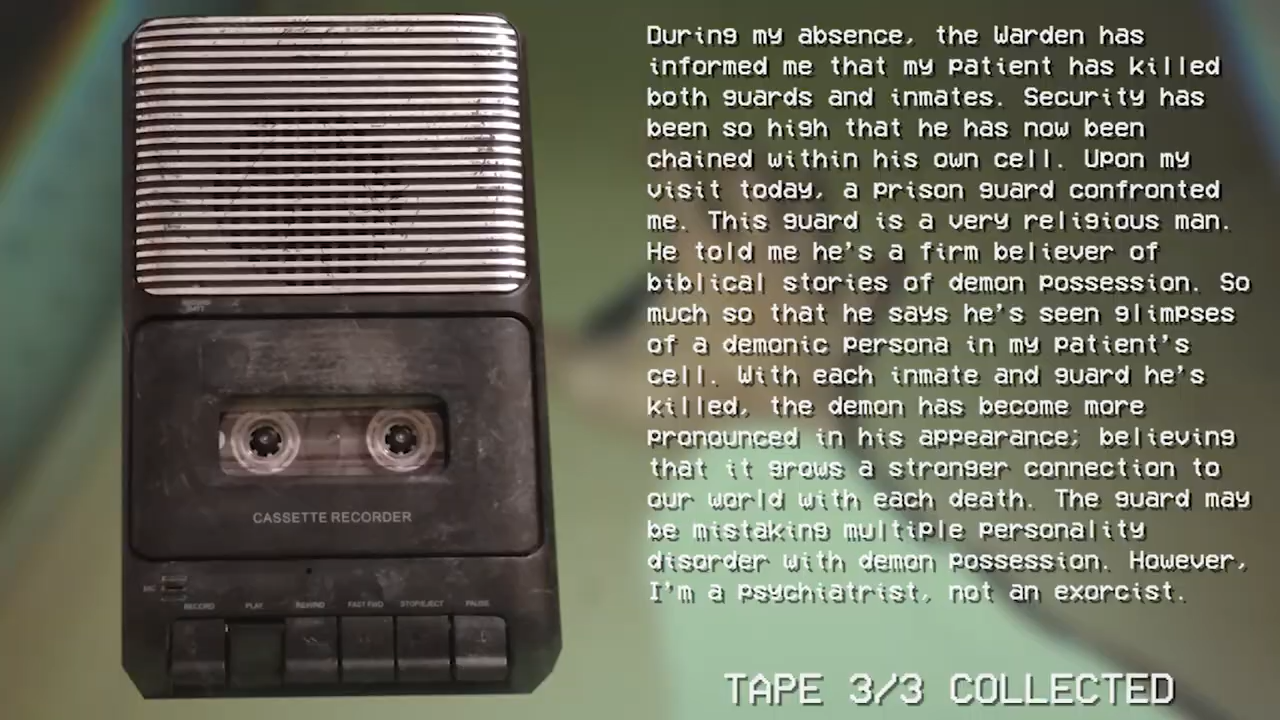 During my absence, the Warden has
informed me that my patient has killed
both guards and inmates. Security has
been so high that he has now been
chained within his own cell. Upon my
visit today, a prison guard confronted
me. This guard is a very religious man.
He told me he's a firm believer of
biblical stories of demon possession. So
much so that he says he's seen glimpses
of a demonic persona in my patient's
cell. With each inmate and guard he's
killed, the demon has become more
pronounced in his appearance; believing
that it grows a stronger connection to
our world with each death. The guard may
be mistaking multiple personality
disorder with demon possession. However,
I'm a psychiatrist, not an exorcist.
CASSETTE RECORDER
MIC
RECORD PLAY REWIND FAST FWD STOP/EJECT PAUSE
TAPE 3/3 COLLECTED